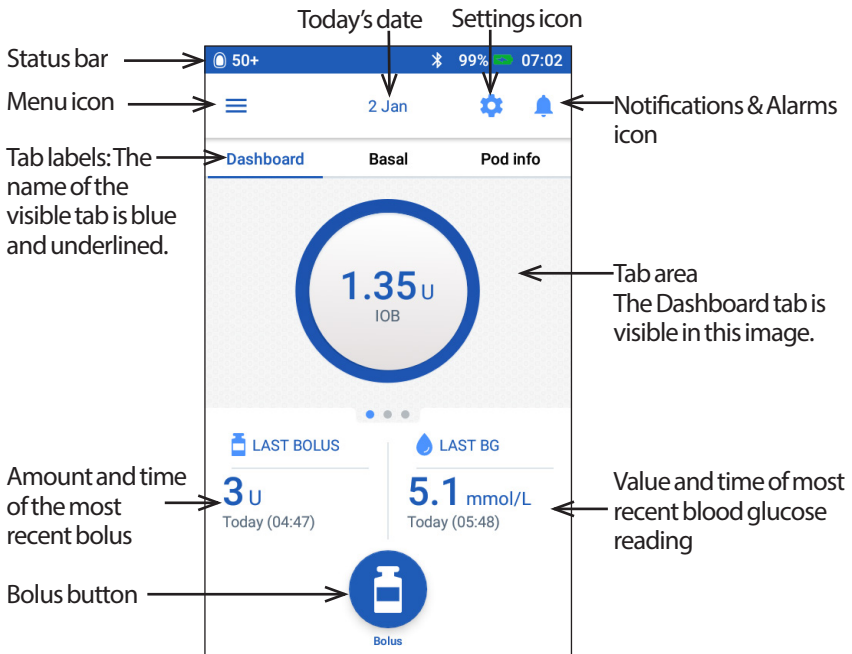 Today's date
Settings icon
Status bar
50+
99%
07:02
Menu icon
2 Jan
Notifications & Alarms
icon
Tab labels: The
name of the
visible tab is blue
and underlined.
Dashboard
Basal
Pod info
1.35 U
IOB
Tab area
The Dashboard tab is
visible in this image.
LAST BOLUS
LAST BG
Amount and time
of the most
recent bolus
3 U
Today (04:47)
5.1 mmol/L
Today (05:48)
Value and time of most
recent blood glucose
reading
Bolus button
Bolus